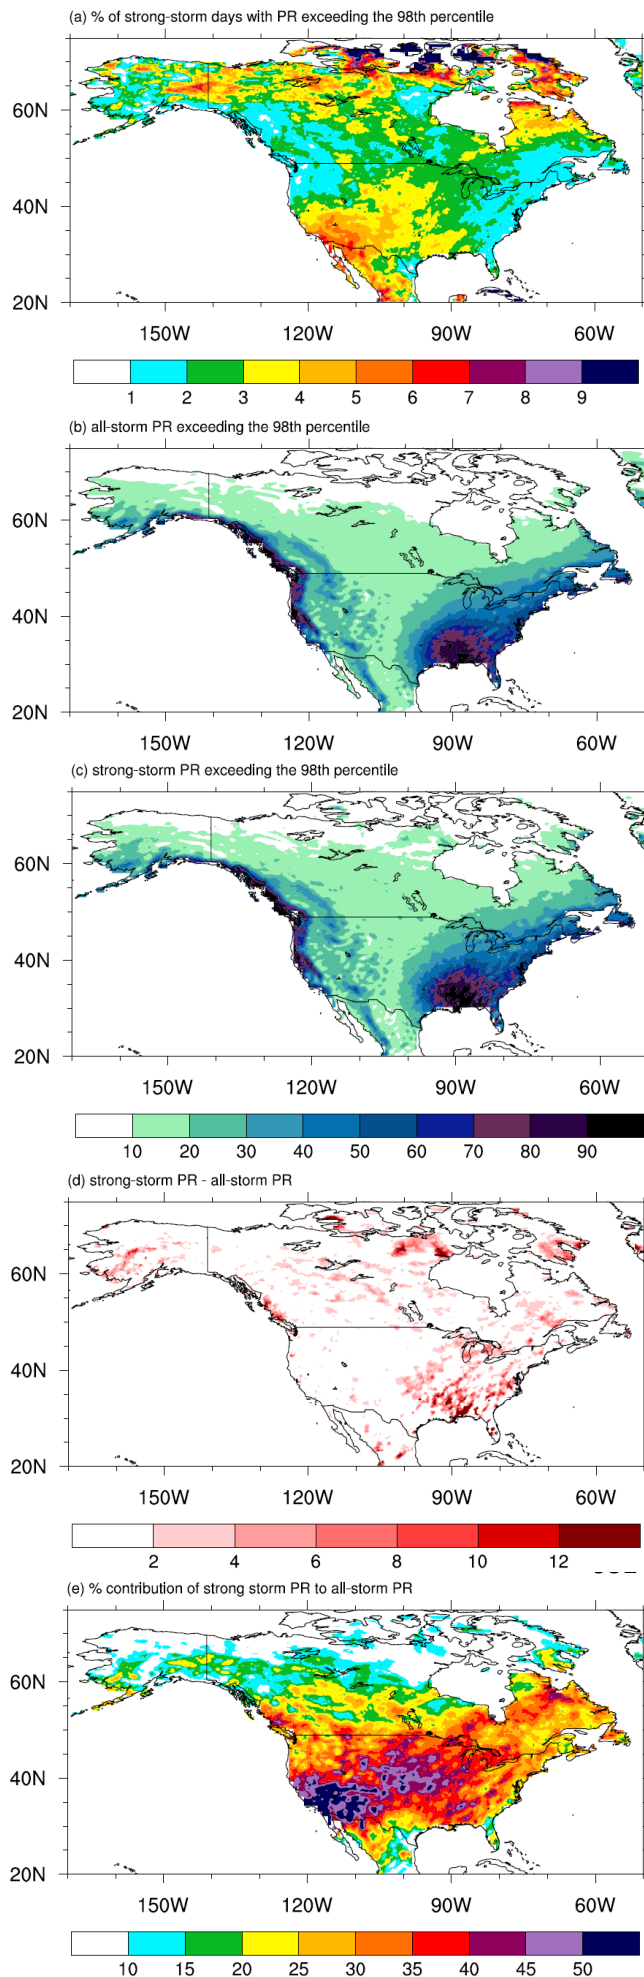 (a) % of strong-storm days with PR exceeding the 98th percentile
60N
40N
20N
150W 120W 90W 60W
1 2 3 4 5 6 7 8 9
(b) all-storm PR exceeding the 98th percentile
60N
40N
20N
150W 120W 90W 60W
(c) strong-storm PR exceeding the 98th percentile
60N
40N
20N
150W 120W 90W 60W
10 20 30 40 50 60 70 80 90
(d) strong-storm PR - all-storm PR
60N
40N
20N
150W 120W 90W 60W
2 4 6 8 10 12
(e) % contribution of strong storm PR to all-storm PR
60N
40N
20N
150W 120W 90W 60W
10 15 20 25 30 35 40 45 50